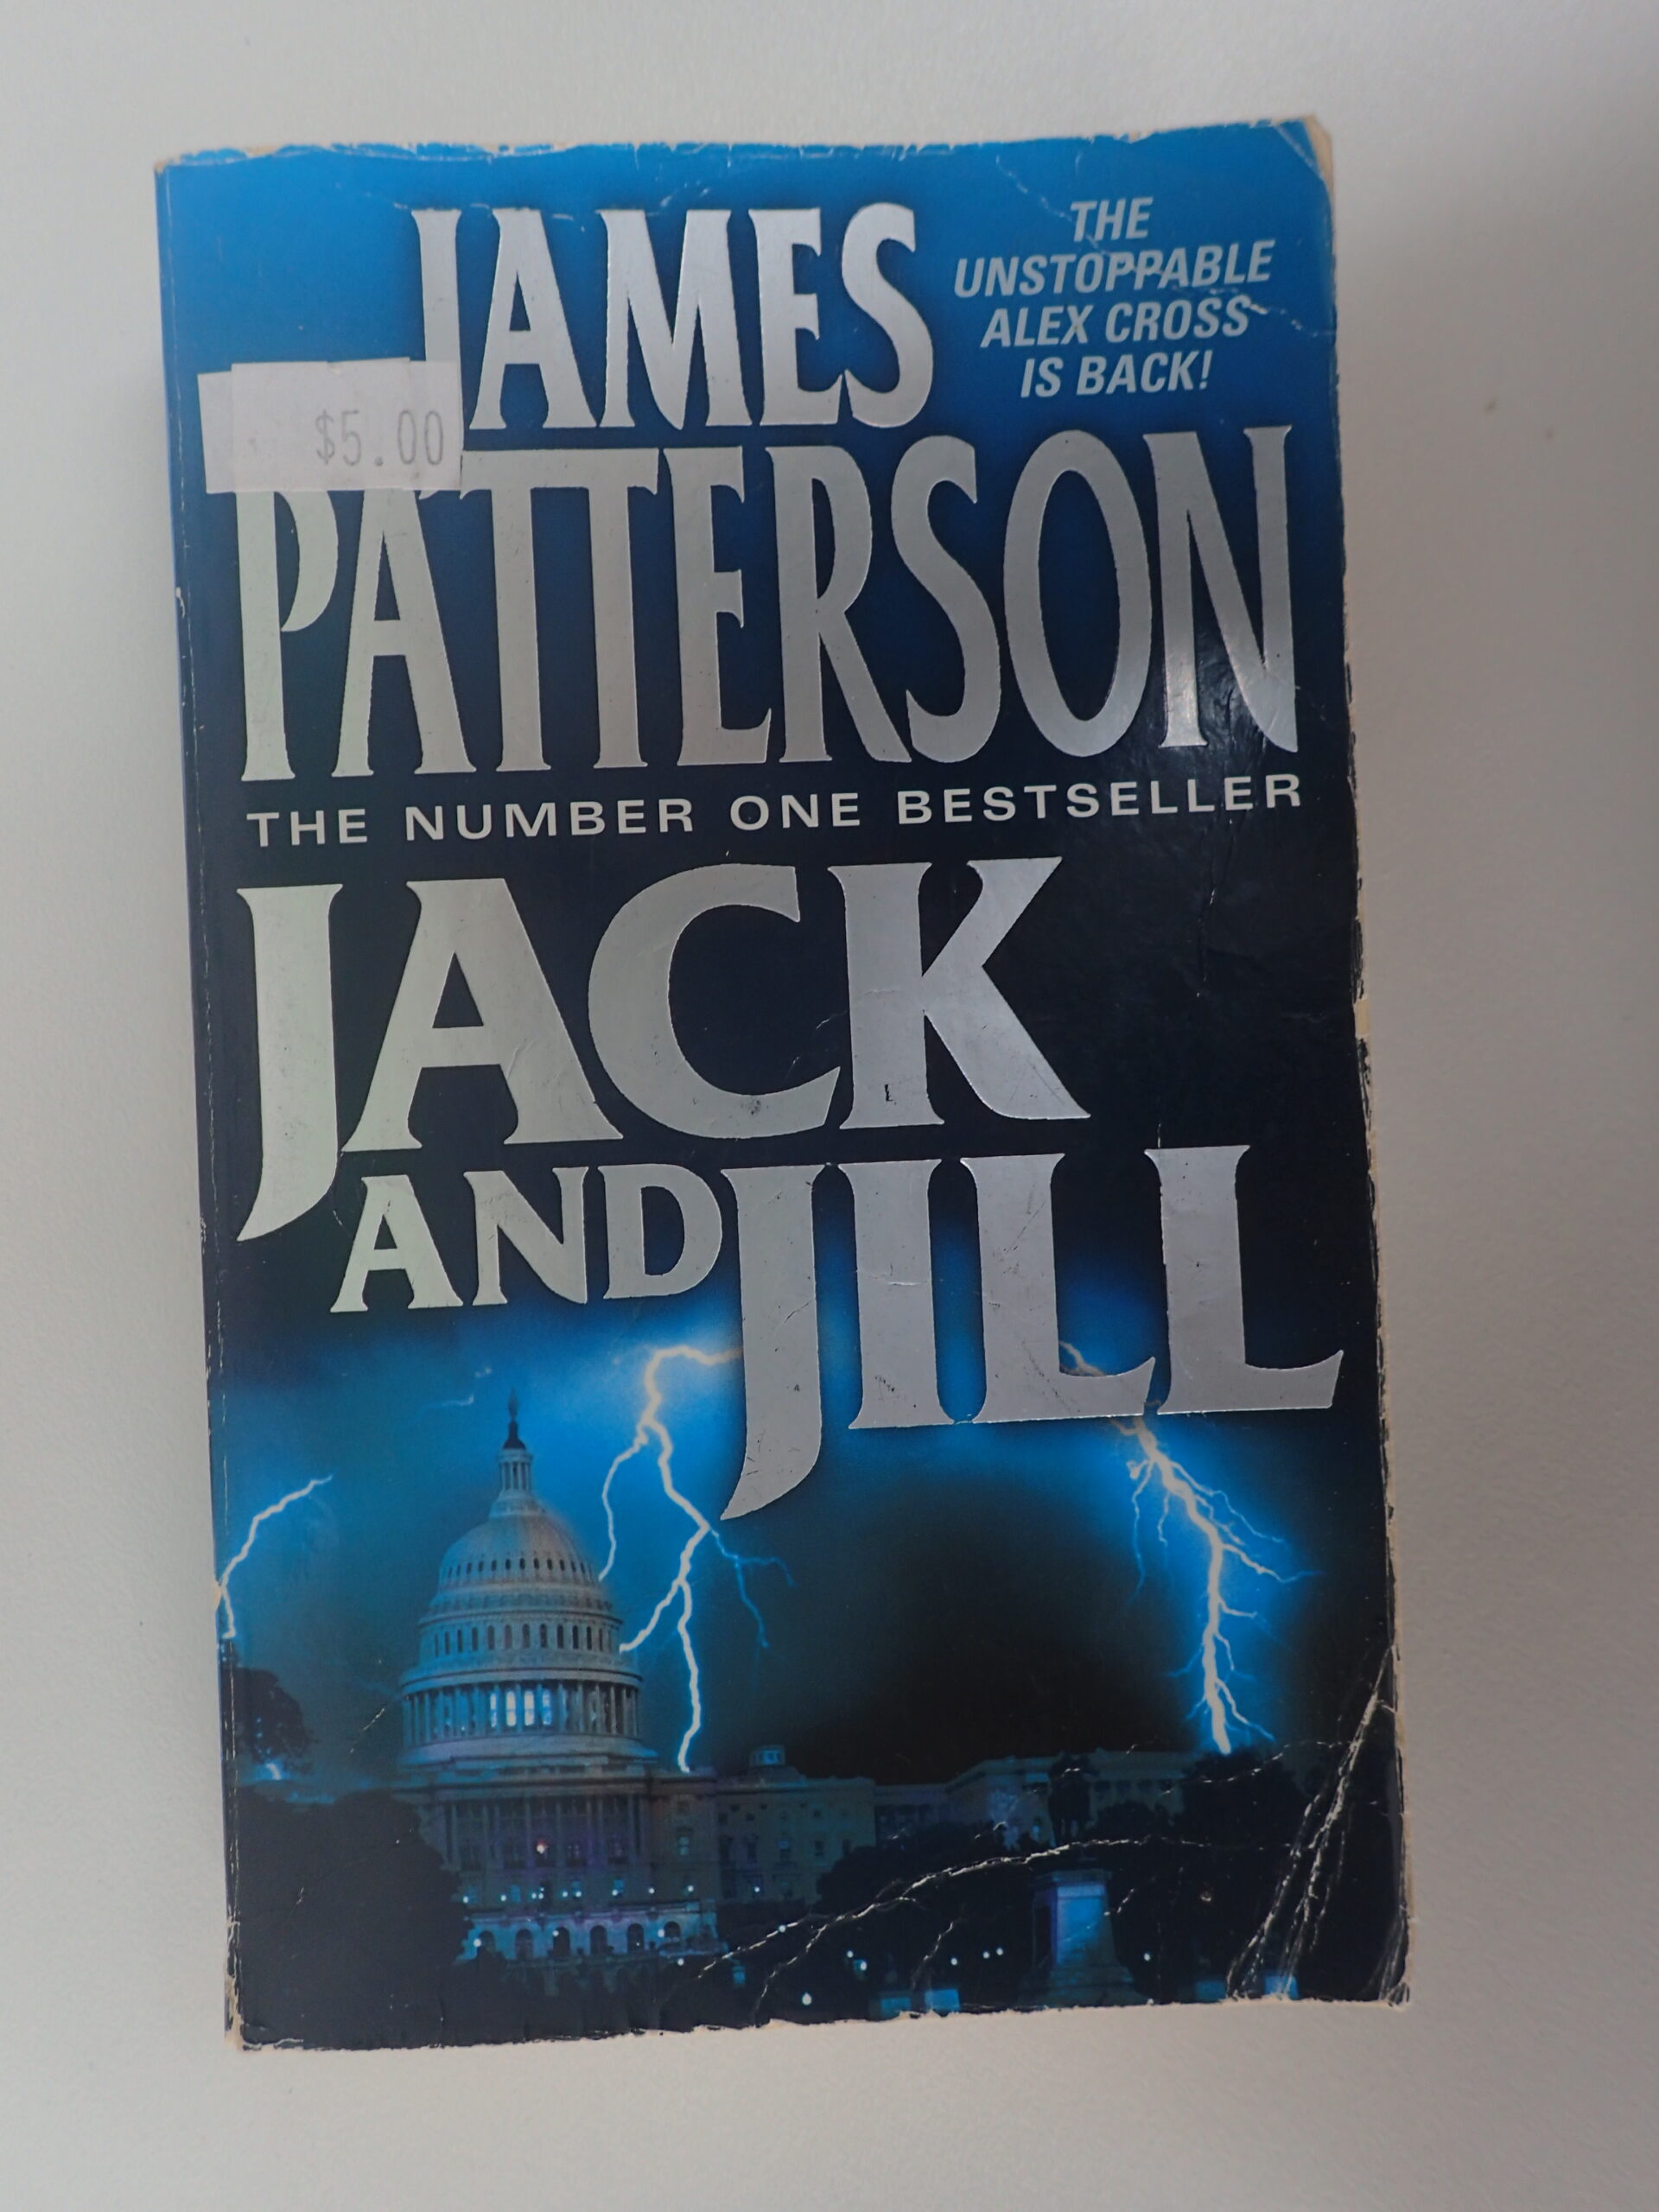 JAMES
THE
UNSTOPPABLE
ALEX CROSS
IS BACK!
$5.00
PATTERSON
THE NUMBER ONE BESTSELLER
JACK
AND JILL